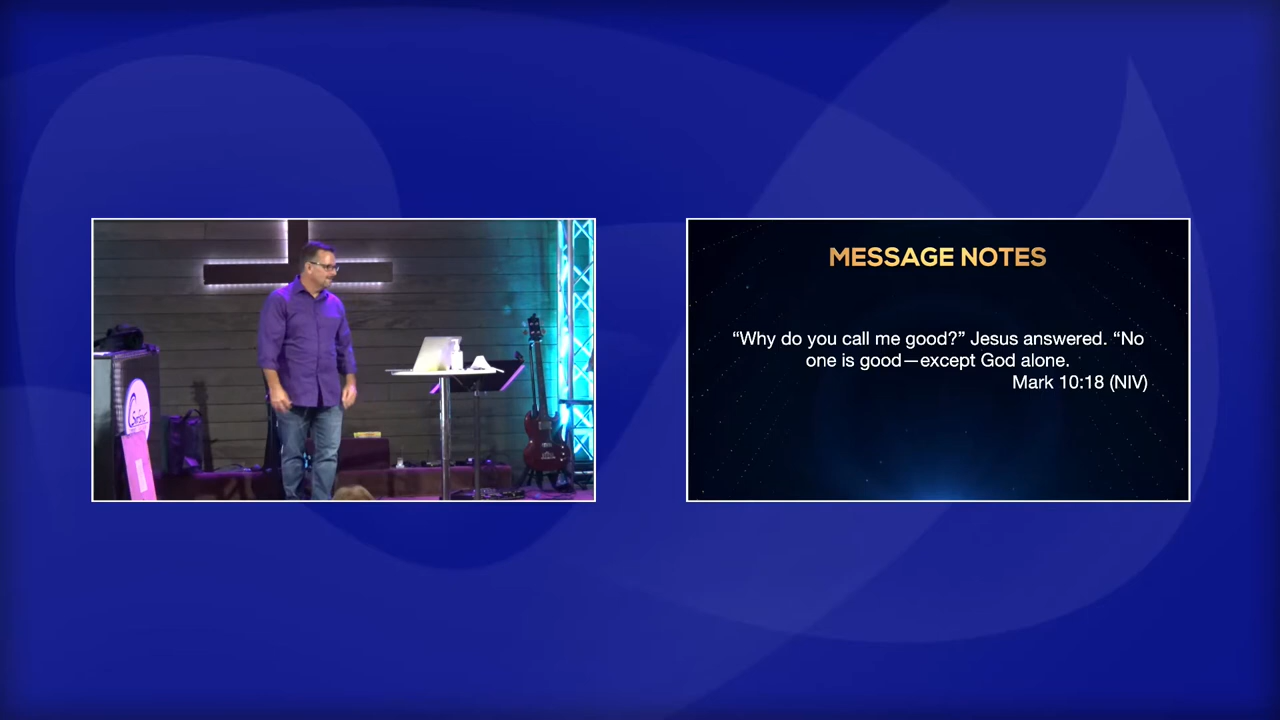 MESSAGE NOTES
“Why do you call me good?” Jesus answered. “No
one is good—except God alone.
Mark 10:18 (NIV)